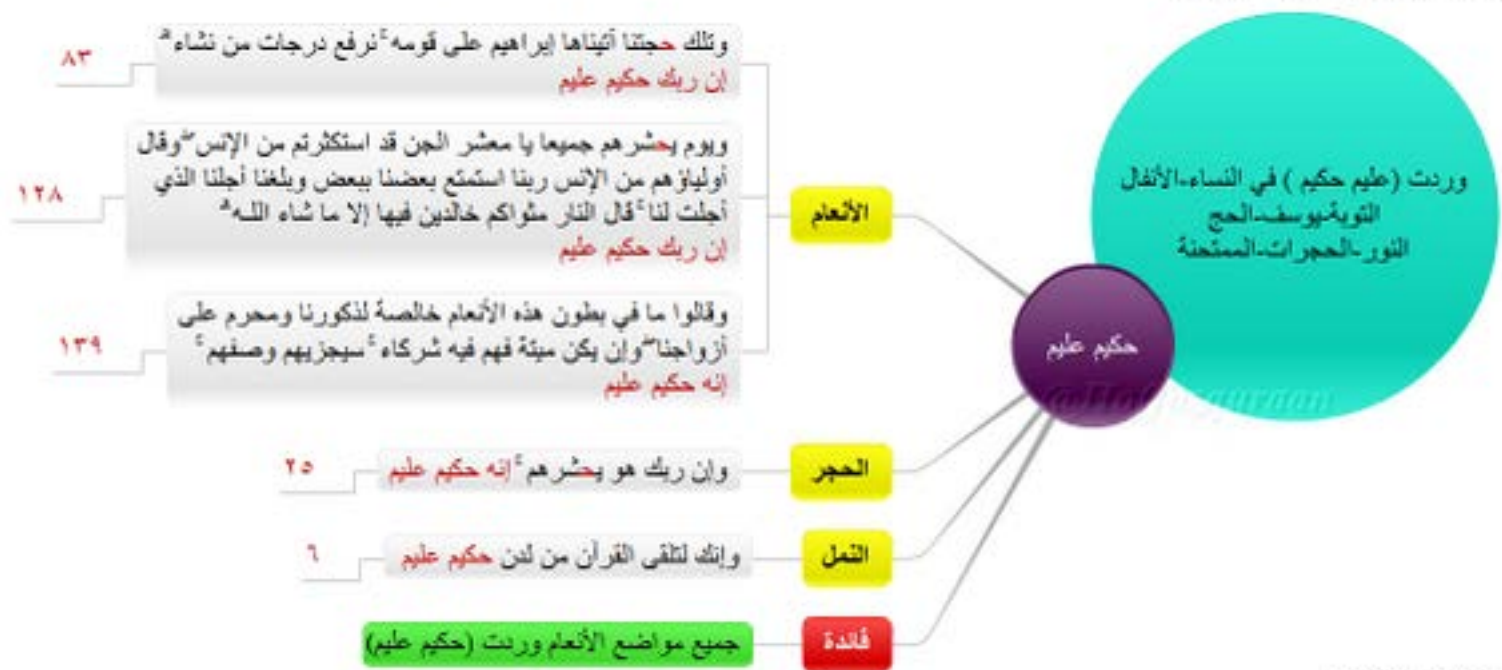 وردت (عليم حكيم ) في النساء-الأنفال
التوبة-يوسف-الحج
النور-الحجرات-الممتحنة
حكيم عليم
الأنعام
وتلك حجتنا آتيناها إبراهيم على قومه ۚ نرفع درجات من نشاء ۗ
إن ربك حكيم عليم
٨٣
ويوم يحشرهم جميعا يا معشر الجن قد استكثرتم من الإنس ۖ وقال
أولياؤهم من الإنس ربنا استمتع بعضنا ببعض وبلغنا أجلنا الذي
أجلت لنا ۚ قال النار مثواكم خالدين فيها إلا ما شاء الله ۗ
إن ربك حكيم عليم
١٢٨
وقالوا ما في بطون هذه الأنعام خالصة لذكورنا ومحرم على
أزواجنا ۖ وإن يكن ميتة فهم فيه شركاء ۚ سيجزيهم وصفهم ۚ
إنه حكيم عليم
١٣٩
الحجر
وإن ربك هو يحشرهم ۚ إنه حكيم عليم
٢٥
النمل
وإنك لتلقى القرآن من لدن حكيم عليم
٦
فائدة
جميع مواضع الأنعام وردت (حكيم عليم)